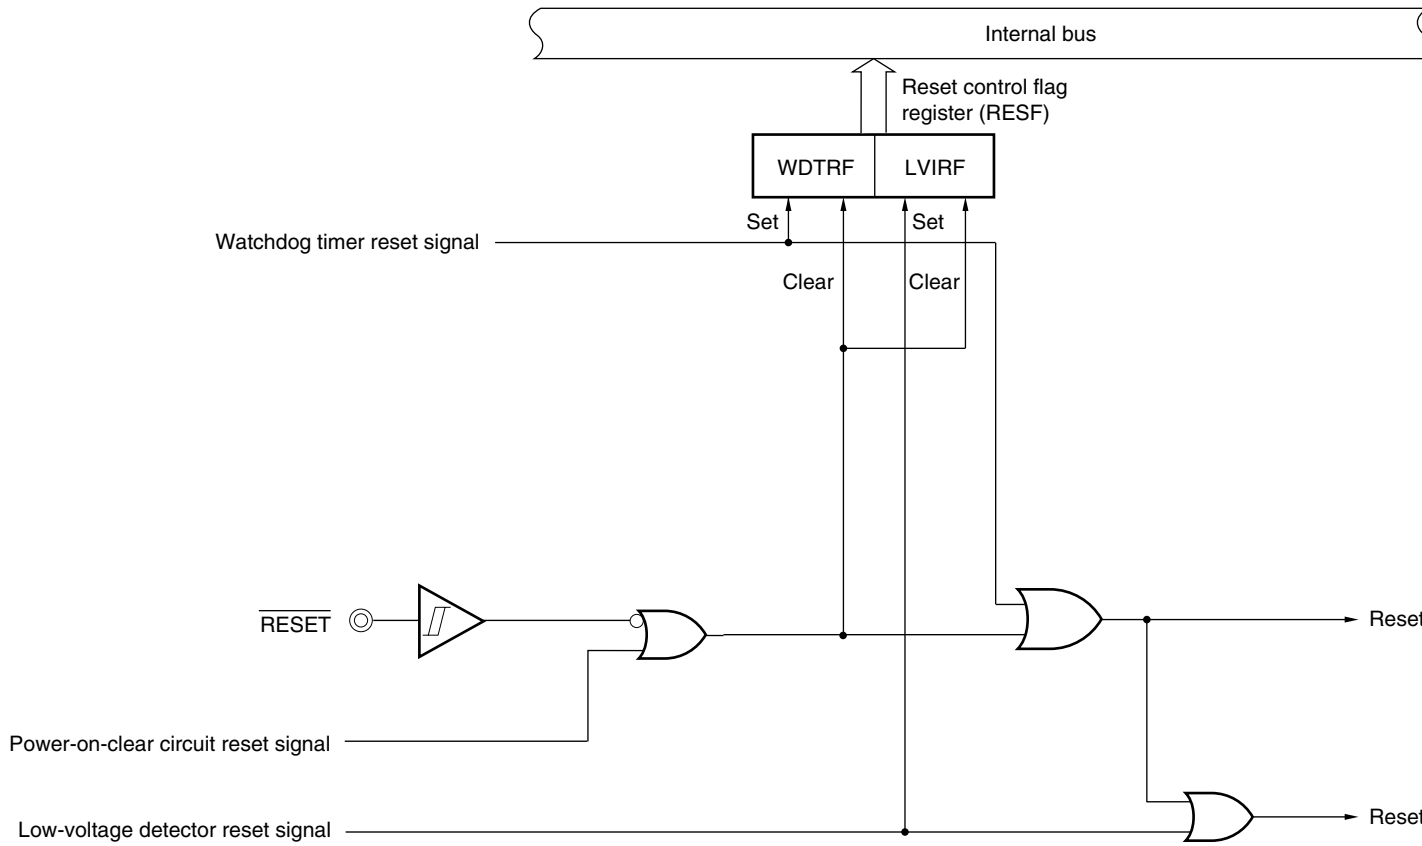 Internal bus
Reset control flag
register (RESF)
WDTRF
LVIRF
Set
Set
Watchdog timer reset signal
Clear
Clear
RESET
Reset
Power-on-clear circuit reset signal
Low-voltage detector reset signal
Reset